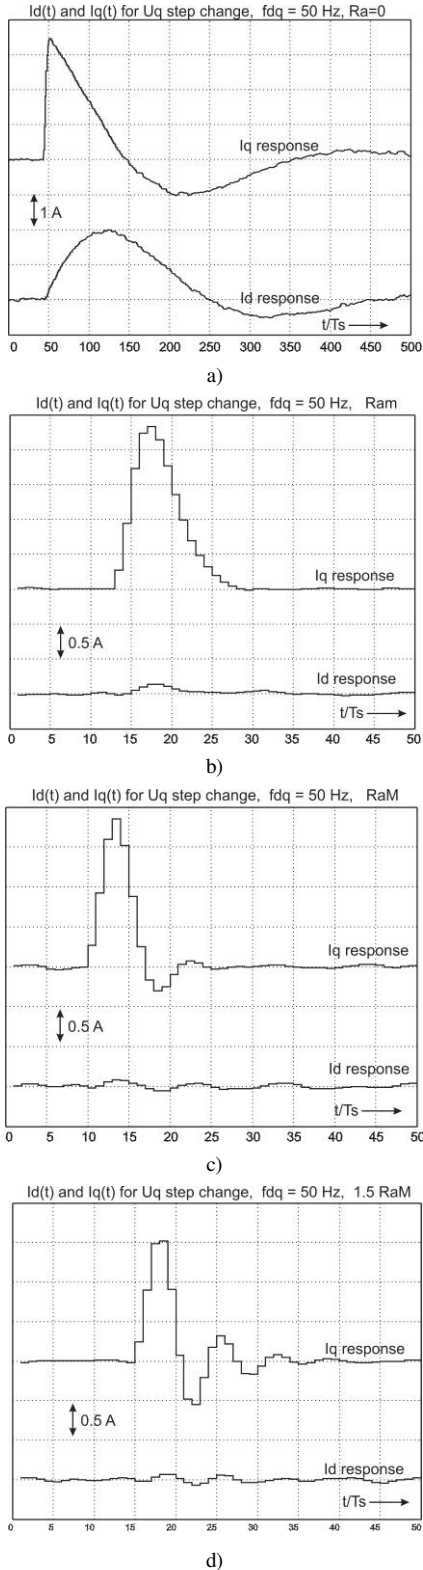 Id(t) and Iq(t) for Uq step change, fdq = 50 Hz, Ra=0
Iq response
1 A
Id response
t/Ts
0 50 100 150 200 250 300 350 400 450 500
a)
Id(t) and Iq(t) for Uq step change, fdq = 50 Hz, Ram
Iq response
0.5 A
Id response
t/Ts
0 5 10 15 20 25 30 35 40 45 50
b)
Id(t) and Iq(t) for Uq step change, fdq = 50 Hz, RaM
Iq response
0.5 A
Id response
t/Ts
0 5 10 15 20 25 30 35 40 45 50
c)
Id(t) and Iq(t) for Uq step change, fdq = 50 Hz, 1.5 RaM
Iq response
0.5 A
Id response
t/Ts
0 5 10 15 20 25 30 35 40 45 50
d)